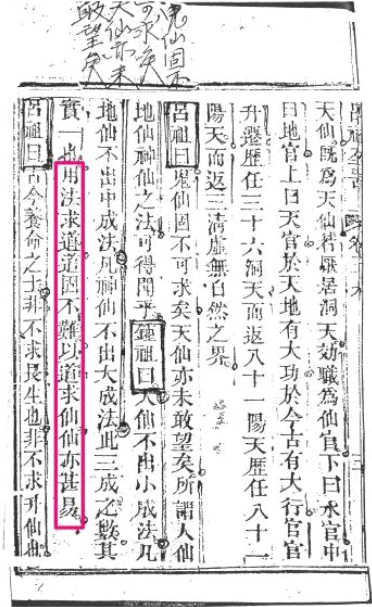 鬼仙固不
可求矣
天仙亦未
敢望矣
天仙既為天仙若厭居洞天効職為仙官下曰水官中
曰地官上曰天官於天地有大功於今古有大行官官
升遷歷任三十六洞天而返八十一陽天歷任八十一
陽天而返三清虛無自然之界
呂祖曰鬼仙固不可求矣天仙亦未敢望矣所謂人仙
地仙神仙之法可得聞乎鍾祖曰人仙不出小成法凡
地仙不出中成法凡神仙不出大成法此三成之數其
實一也用法求道道固不難以道求仙仙亦甚易
呂祖曰古今養命之士非不求長生也非不求升仙也